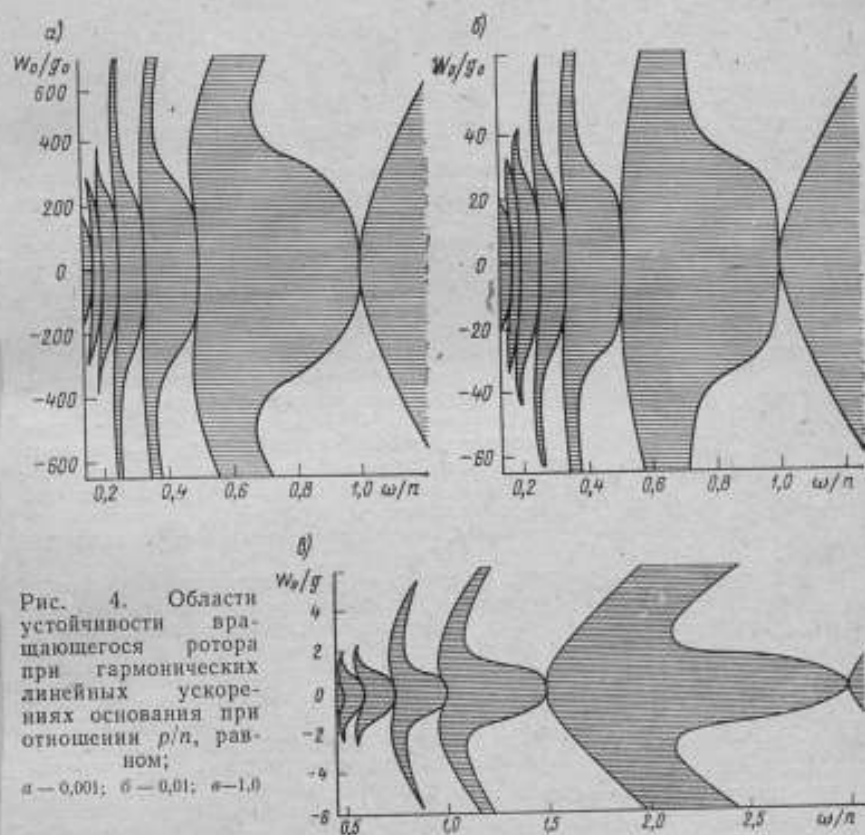 а)
W₀/g₀
600
400
200
0
-200
-400
-600
0,2 0,4 0,6 0,8 1,0 ω/n
б)
W₀/g₀
40
20
0
-20
-40
-60
0,2 0,4 0,6 0,8 1,0 ω/n
в)
W₀/g
4
2
0
-2
-4
-6
0,5 1,0 1,5 2,0 2,5 ω/n
Рис. 4. Области
устойчивости вра-
щающегося ротора
при гармонических
линейных ускоре-
ниях основания при
отношении p/n, рав-
ном;
а — 0,001; б — 0,01; в—1,0